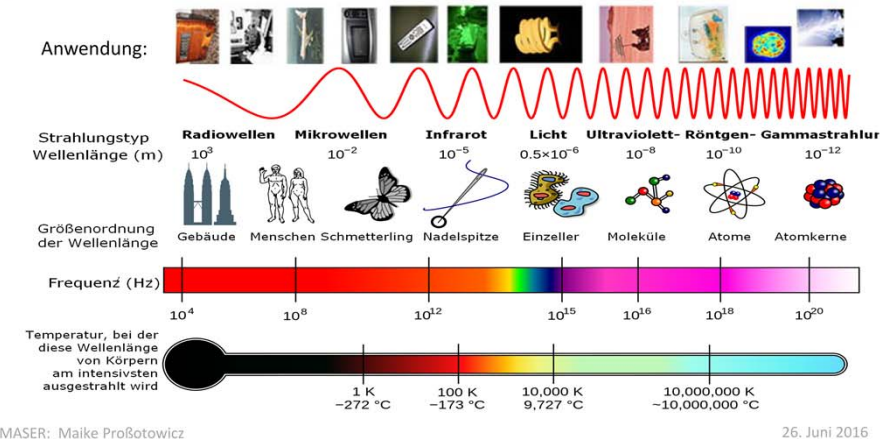 Anwendung:
Strahlungstyp Radiowellen Mikrowellen Infrarot Licht Ultraviolett- Röntgen- Gammastrahlur
Wellenlänge (m) 10³ 10⁻² 10⁻⁵ 0.5×10⁻⁶ 10⁻⁸ 10⁻¹⁰ 10⁻¹²
Größenordnung
der Wellenlänge
Gebäude Menschen Schmetterling Nadelspitze Einzeller Moleküle Atome Atomkerne
Frequenz (Hz)
10⁴ 10⁸ 10¹² 10¹⁵ 10¹⁶ 10¹⁸ 10²⁰
Temperatur, bei der
diese Wellenlänge
von Körpern
am intensivsten
ausgestrahlt wird
1 K 100 K 10,000 K 10,000,000 K
−272 °C −173 °C 9,727 °C ~10,000,000 °C
MASER: Maike Proßotowicz 26. Juni 2016